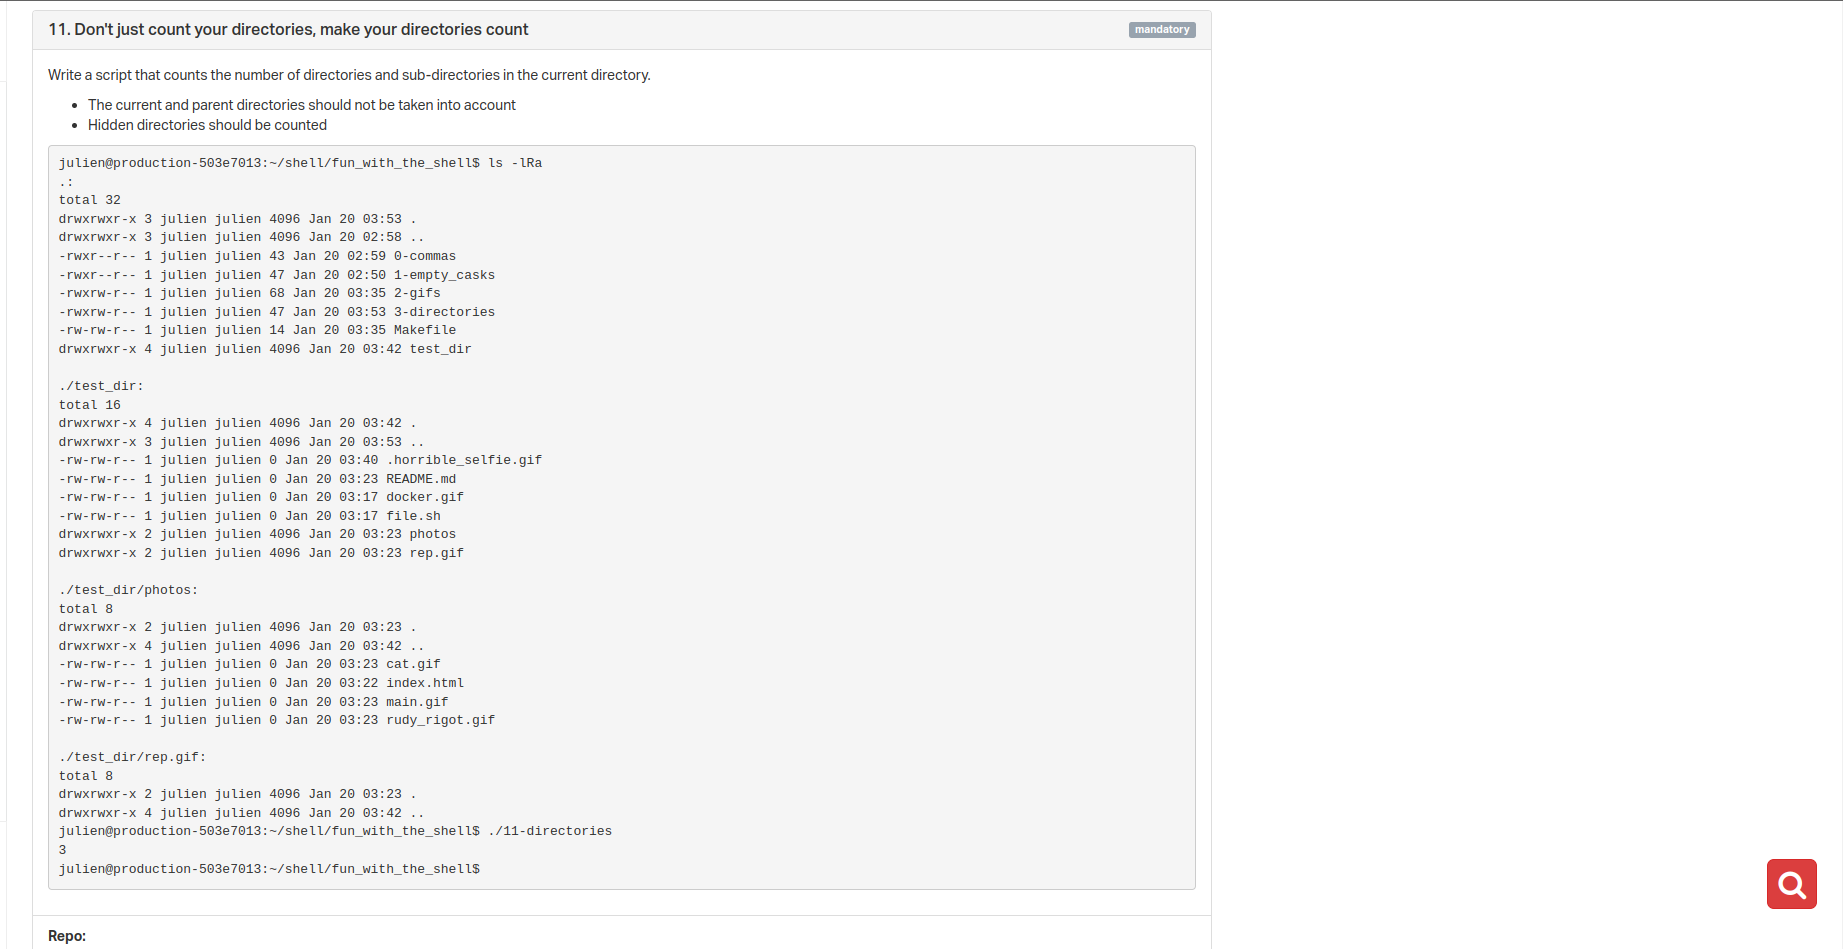 11. Don't just count your directories, make your directories count
mandatory
Write a script that counts the number of directories and sub-directories in the current directory.
• The current and parent directories should not be taken into account
• Hidden directories should be counted
julien@production-503e7013:~/shell/fun_with_the_shell$ ls -lRa
.:
total 32
drwxrwxr-x 3 julien julien 4096 Jan 20 03:53 .
drwxrwxr-x 3 julien julien 4096 Jan 20 02:58 ..
-rwxr--r-- 1 julien julien 43 Jan 20 02:59 0-commas
-rwxr--r-- 1 julien julien 47 Jan 20 02:50 1-empty_casks
-rwxrw-r-- 1 julien julien 68 Jan 20 03:35 2-gifs
-rwxrw-r-- 1 julien julien 47 Jan 20 03:53 3-directories
-rw-rw-r-- 1 julien julien 14 Jan 20 03:35 Makefile
drwxrwxr-x 4 julien julien 4096 Jan 20 03:42 test_dir
./test_dir:
total 16
drwxrwxr-x 4 julien julien 4096 Jan 20 03:42 .
drwxrwxr-x 3 julien julien 4096 Jan 20 03:53 ..
-rw-rw-r-- 1 julien julien 0 Jan 20 03:40 .horrible_selfie.gif
-rw-rw-r-- 1 julien julien 0 Jan 20 03:23 README.md
-rw-rw-r-- 1 julien julien 0 Jan 20 03:17 docker.gif
-rw-rw-r-- 1 julien julien 0 Jan 20 03:17 file.sh
drwxrwxr-x 2 julien julien 4096 Jan 20 03:23 photos
drwxrwxr-x 2 julien julien 4096 Jan 20 03:23 rep.gif
./test_dir/photos:
total 8
drwxrwxr-x 2 julien julien 4096 Jan 20 03:23 .
drwxrwxr-x 4 julien julien 4096 Jan 20 03:42 ..
-rw-rw-r-- 1 julien julien 0 Jan 20 03:23 cat.gif
-rw-rw-r-- 1 julien julien 0 Jan 20 03:22 index.html
-rw-rw-r-- 1 julien julien 0 Jan 20 03:23 main.gif
-rw-rw-r-- 1 julien julien 0 Jan 20 03:23 rudy_rigot.gif
./test_dir/rep.gif:
total 8
drwxrwxr-x 2 julien julien 4096 Jan 20 03:23 .
drwxrwxr-x 4 julien julien 4096 Jan 20 03:42 ..
julien@production-503e7013:~/shell/fun_with_the_shell$ ./11-directories
3
julien@production-503e7013:~/shell/fun_with_the_shell$
Repo: